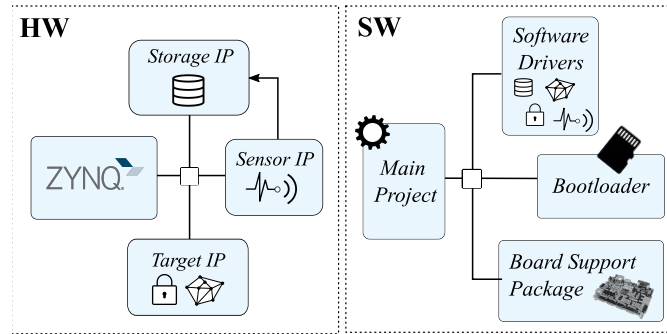 HW
Storage IP
ZYNQ
Sensor IP
Target IP
SW
Software
Drivers
Main
Project
Bootloader
Board Support
Package